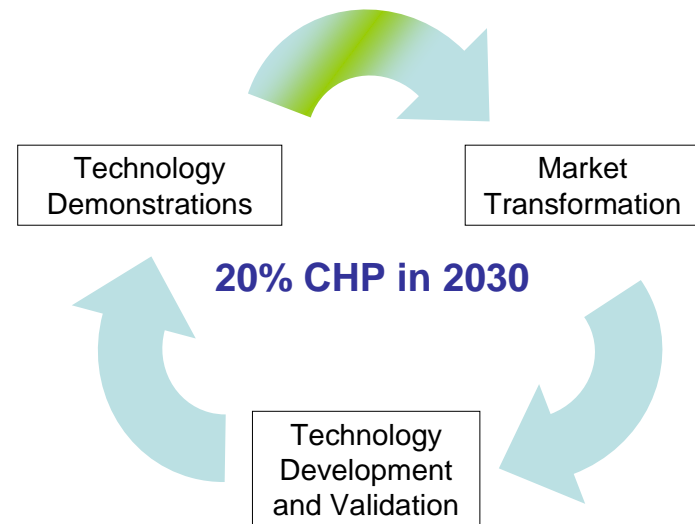 Technology
Demonstrations
Market
Transformation
20% CHP in 2030
Technology
Development
and Validation